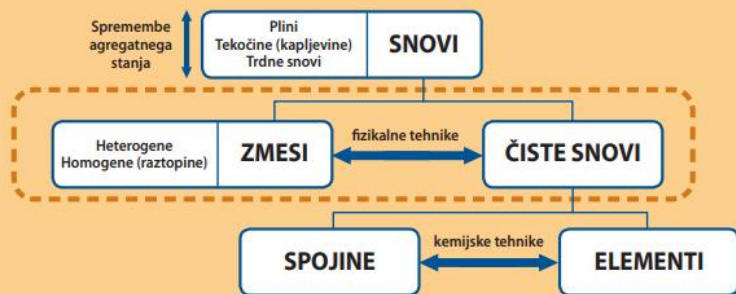 Spremembe
agregatnega
stanja
Plini
Tekočine (kapljevine)
Trdne snovi
SNOVI
Heterogene
Homogene (raztopine)
ZMESI
fizikalne tehnike
ČISTE SNOVI
SPOJINE
kemijske tehnike
ELEMENTI